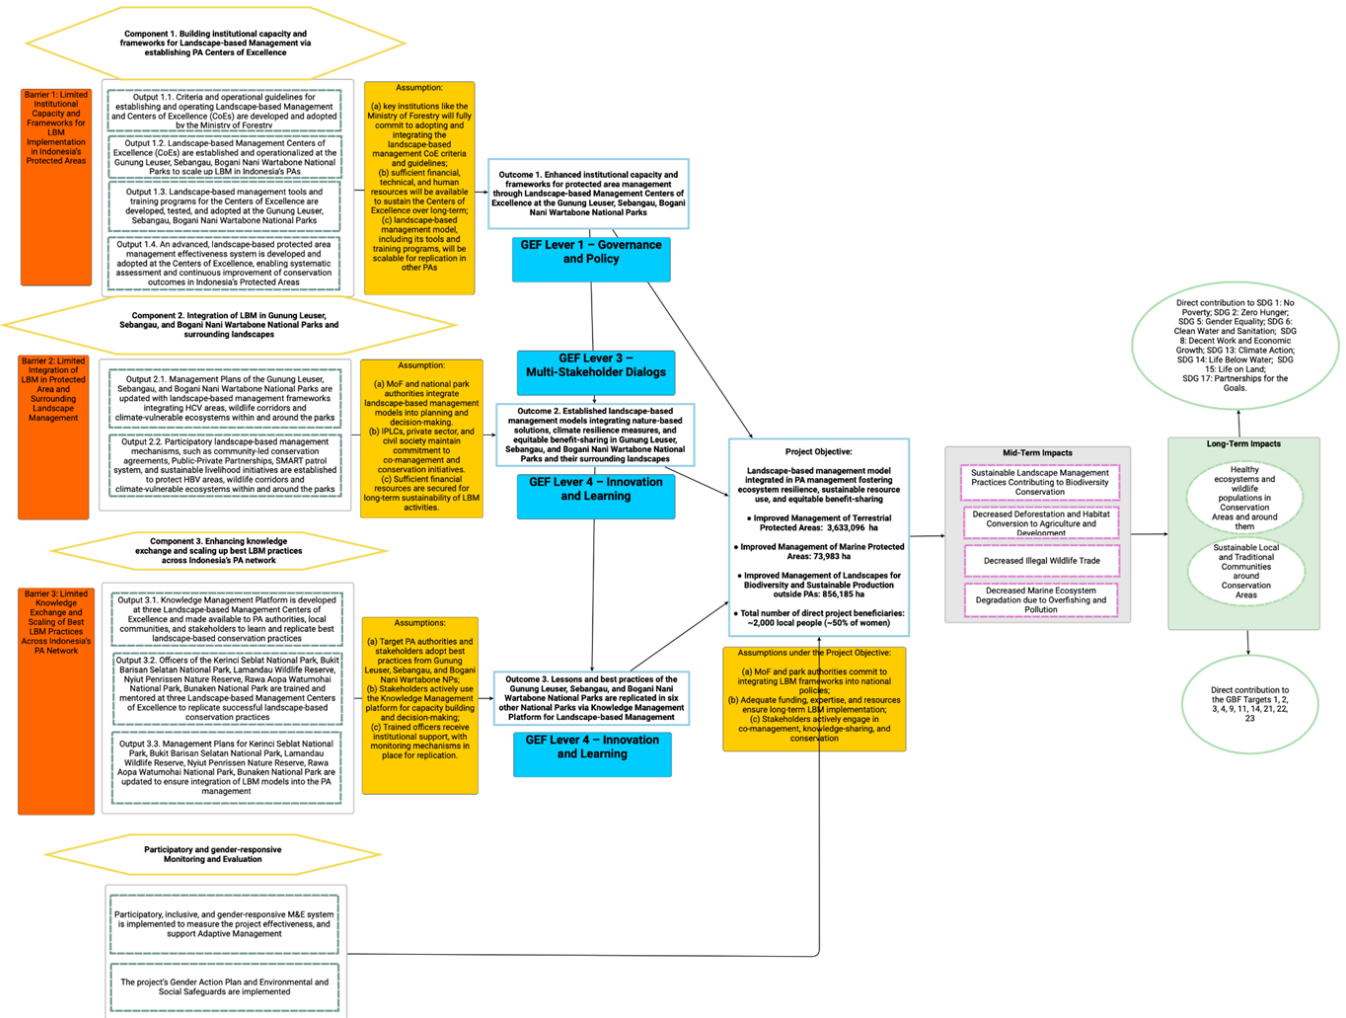 Component 1. Building institutional capacity and
frameworks for Landscape-based Management via
establishing PA Centers of Excellence
Barrier 1: Limited
Institutional
Capacity and
Frameworks for
LBM
Implementation
in Indonesia's
Protected Areas
Output 1.1. Criteria and operational guidelines for
establishing and operating Landscape-based Management
and Centers of Excellence (CoEs) are developed and adopted
by the Ministry of Forestry
Output 1.2. Landscape-based Management Centers of
Excellence (CoEs) are established and operationalized at the
Gunung Leuser, Sebangau, Bogani Nani Wartabone National
Parks to scale up LBM in Indonesia's PAs
Output 1.3. Landscape-based management tools and
training programs for the Centers of Excellence are
developed, tested, and adopted at the Gunung Leuser,
Sebangau, Bogani Nani Wartabone National Parks
Output 1.4. An advanced, landscape-based protected area
management effectiveness system is developed and
adopted at the Centers of Excellence, enabling systematic
assessment and continuous improvement of conservation
outcomes in Indonesia's Protected Areas
Assumption:
(a) key institutions like the
Ministry of Forestry will fully
commit to adopting and
integrating the
landscape-based
management CoE criteria
and guidelines;
(b) sufficient financial,
technical, and human
resources will be available
to sustain the Centers of
Excellence over long-term;
(c) landscape-based
management model,
including its tools and
training programs, will be
scalable for replication in
other PAs
Outcome 1. Enhanced institutional capacity and
frameworks for protected area management
through Landscape-based Management Centers of
Excellence at the Gunung Leuser, Sebangau, Bogani
Nani Wartabone National Parks
GEF Lever 1 – Governance
and Policy
Component 2. Integration of LBM in Gunung Leuser,
Sebangau, and Bogani Nani Wartabone National Parks and
surrounding landscapes
Barrier 2: Limited
Integration of
LBM in Protected
Area and
Surrounding
Landscape
Management
Output 2.1. Management Plans of the Gunung Leuser,
Sebangau, and Bogani Nani Wartabone National Parks are
updated with landscape-based management frameworks
integrating HCV areas, wildlife corridors and
climate-vulnerable ecosystems within and around the parks
Output 2.2. Participatory landscape-based management
mechanisms, such as community-led conservation
agreements, Public-Private Partnerships, SMART patrol
system, and sustainable livelihood initiatives are established
to protect HBV areas, wildlife corridors and
climate-vulnerable ecosystems within and around the parks
Assumption:
(a) MoF and national park
authorities integrate
landscape-based management
models into planning and
decision-making.
(b) IPLCs, private sector, and
civil society maintain
commitment to
co-management and
conservation initiatives.
(c) Sufficient financial
resources are secured for
long-term sustainability of LBM
activities.
GEF Lever 3 –
Multi-Stakeholder Dialogs
Outcome 2. Established landscape-based
management models integrating nature-based
solutions, climate resilience measures, and
equitable benefit-sharing in Gunung Leuser,
Sebangau, and Bogani Nani Wartabone National
Parks and their surrounding landscapes
GEF Lever 4 – Innovation
and Learning
Component 3. Enhancing knowledge
exchange and scaling up best LBM practices
across Indonesia's PA network
Barrier 3: Limited
Knowledge
Exchange and
Scaling of Best
LBM Practices
Across Indonesia's
PA Network
Output 3.1. Knowledge Management Platform is developed
at three Landscape-based Management Centers of
Excellence and made available to PA authorities, local
communities, and stakeholders to learn and replicate best
landscape-based conservation practices
Output 3.2. Officers of the Kerinci Seblat National Park, Bukit
Barisan Selatan National Park, Lamandau Wildlife Reserve,
Nyiut Penrissen Nature Reserve, Rawa Aopa Watumohai
National Park, Bunaken National Park are trained and
mentored at three Landscape-based Management Centers
of Excellence to replicate successful landscape-based
conservation practices
Output 3.3. Management Plans for Kerinci Seblat National
Park, Bukit Barisan Selatan National Park, Lamandau
Wildlife Reserve, Nyiut Penrissen Nature Reserve, Rawa
Aopa Watumohai National Park, Bunaken National Park are
updated to ensure integration of LBM models into the PA
management
Assumptions:
(a) Target PA authorities and
stakeholders adopt best
practices from Gunung
Leuser, Sebangau, and Bogani
Nani Wartabone NPs;
(b) Stakeholders actively use
the Knowledge Management
platform for capacity building
and decision-making;
(c) Trained officers receive
institutional support, with
monitoring mechanisms in
place for replication.
Outcome 3. Lessons and best practices of the
Gunung Leuser, Sebangau, and Bogani Nani
Wartabone National Parks are replicated in six
other National Parks via Knowledge Management
Platform for Landscape-based Management
GEF Lever 4 – Innovation
and Learning
Participatory and gender-responsive
Monitoring and Evaluation
Participatory, inclusive, and gender-responsive M&E system
is implemented to measure the project effectiveness, and
support Adaptive Management
The project's Gender Action Plan and Environmental and
Social Safeguards are implemented
Project Objective:
Landscape-based management model
integrated in PA management fostering
ecosystem resilience, sustainable resource
use, and equitable benefit-sharing
● Improved Management of Terrestrial
Protected Areas: 3,633,096 ha
● Improved Management of Marine Protected
Areas: 73,983 ha
● Improved Management of Landscapes for
Biodiversity and Sustainable Production
outside PAs: 856,185 ha
● Total number of direct project beneficiaries:
~2,000 local people (~50% of women)
Assumptions under the Project Objective:
(a) MoF and park authorities commit to
integrating LBM frameworks into national
policies;
(b) Adequate funding, expertise, and resources
ensure long-term LBM implementation;
(c) Stakeholders actively engage in
co-management, knowledge-sharing, and
conservation
Mid-Term Impacts
Sustainable Landscape Management
Practices Contributing to Biodiversity
Conservation
Decreased Deforestation and Habitat
Conversion to Agriculture and
Development
Decreased Illegal Wildlife Trade
Decreased Marine Ecosystem
Degradation due to Overfishing and
Pollution
Direct contribution to SDG 1: No
Poverty; SDG 2: Zero Hunger;
SDG 5: Gender Equality; SDG 6:
Clean Water and Sanitation; SDG
8: Decent Work and Economic
Growth; SDG 13: Climate Action;
SDG 14: Life Below Water; SDG
15: Life on Land;
SDG 17: Partnerships for the
Goals.
Long-Term Impacts
Healthy
ecosystems and
wildlife
populations in
Conservation
Areas and around
them
Sustainable Local
and Traditional
Communities
around
Conservation
Areas
Direct contribution to
the GBF Targets 1, 2,
3, 4, 9, 11, 14, 21, 22,
23